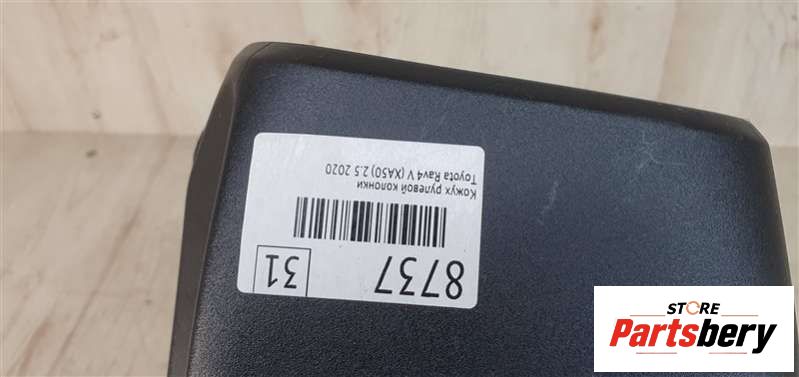 8737 31
Кожух рулевой колонки
Toyota Rav4 V (XA50) 2.5 2020
STORE
Partsbery